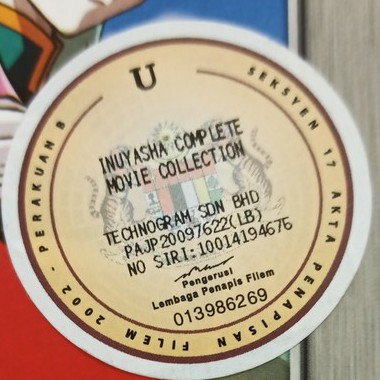 U
PERAKUAN B
SEKSYEN 17 AKTA PENAPISAN FILEM 2002 -
INUYASHA COMPLETE
MOVIE COLLECTION
TECHNOGRAM SDN BHD
PAJP20097622(LB)
NO SIRI:10014194676
Pengerusi
Lembaga Penapis Filem
013986269